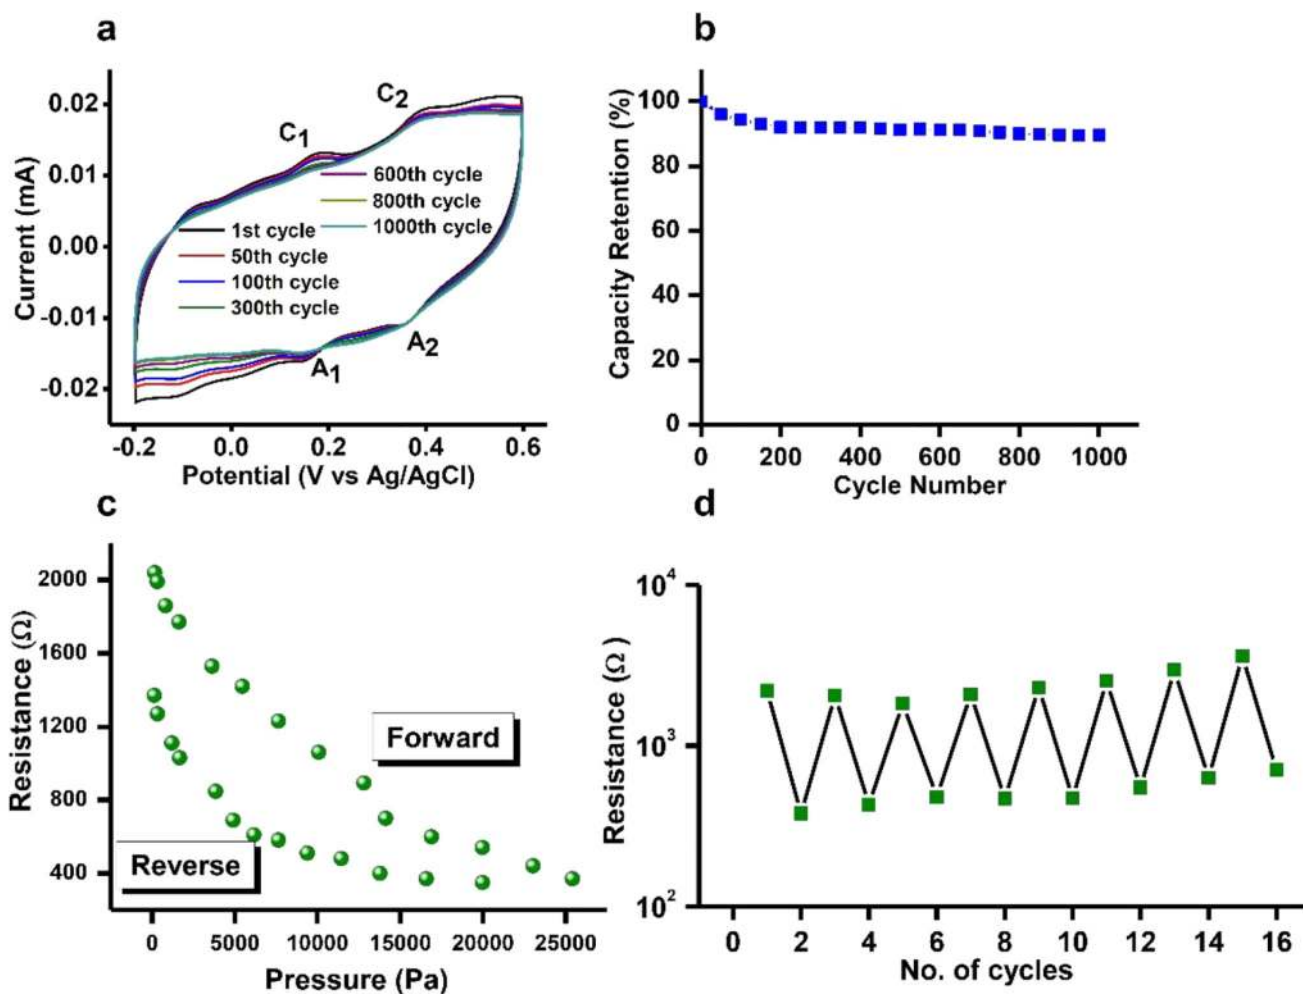 a
0.02
0.01
0.00
-0.01
-0.02
Current (mA)
C1
C2
600th cycle
800th cycle
1000th cycle
1st cycle
50th cycle
100th cycle
300th cycle
A1
A2
-0.2 0.0 0.2 0.4 0.6
Potential (V vs Ag/AgCl)
b
100
80
60
40
20
0
Capacity Retention (%)
0 200 400 600 800 1000
Cycle Number
c
2000
1600
1200
800
400
Resistance (Ω)
Forward
Reverse
0 5000 10000 15000 20000 25000
Pressure (Pa)
d
10^4
10^3
10^2
Resistance (Ω)
0 2 4 6 8 10 12 14 16
No. of cycles